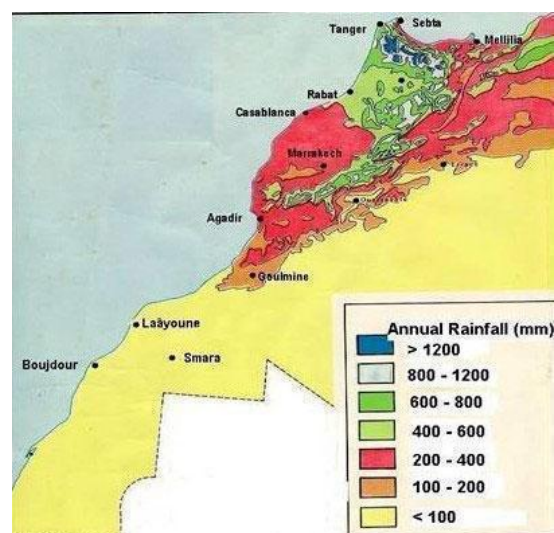 Tanger
Sebta
Mellilia
Rabat
Casablanca
Marrakech
Agadir
Goulmine
Laâyoune
Boujdour
Smara
Annual Rainfall (mm)
> 1200
800 - 1200
600 - 800
400 - 600
200 - 400
100 - 200
< 100